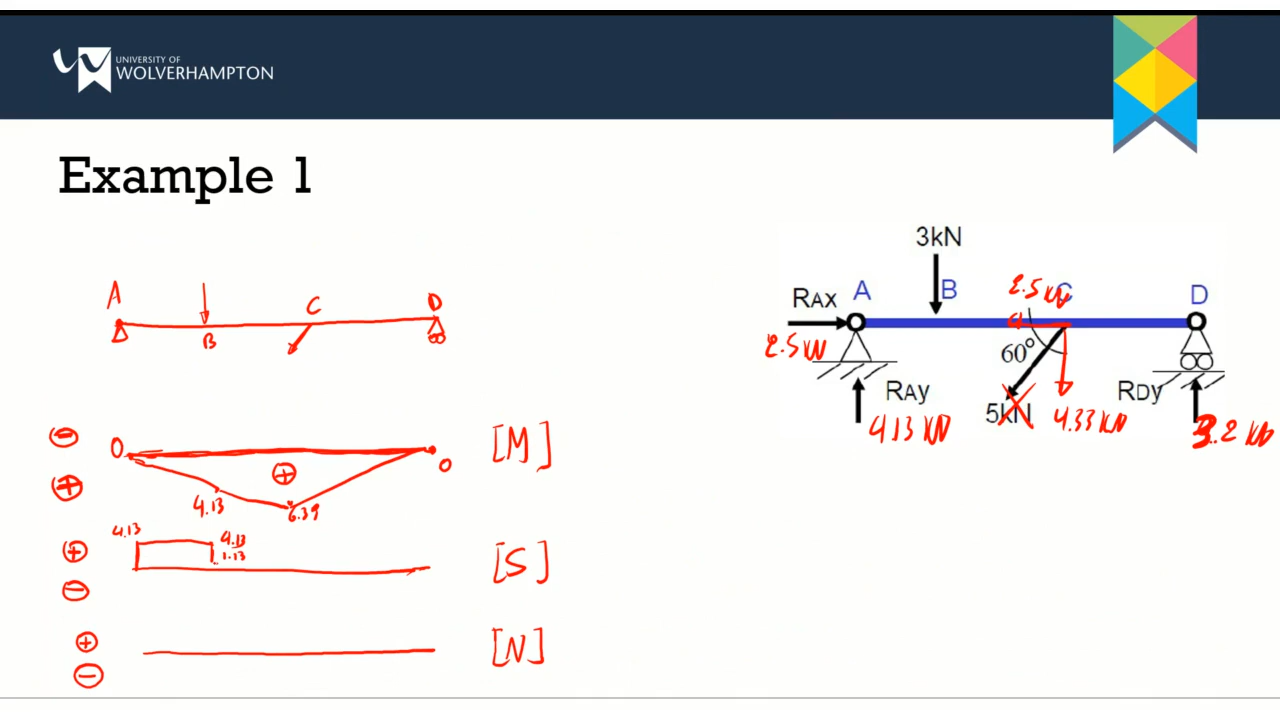 UNIVERSITY OF
WOLVERHAMPTON
Example 1
3kN
RAX A B 2.5 kN C D
2.5 kN
60°
RAy 5kN RDy
4.13 kN 4.33 kN 3.2 kN
A B C D
⊖ 0 0 [M]
⊕ ⊕
4.13 6.39
4.13 4.13
1.13
⊕ [S]
⊖
⊕ [N]
⊖